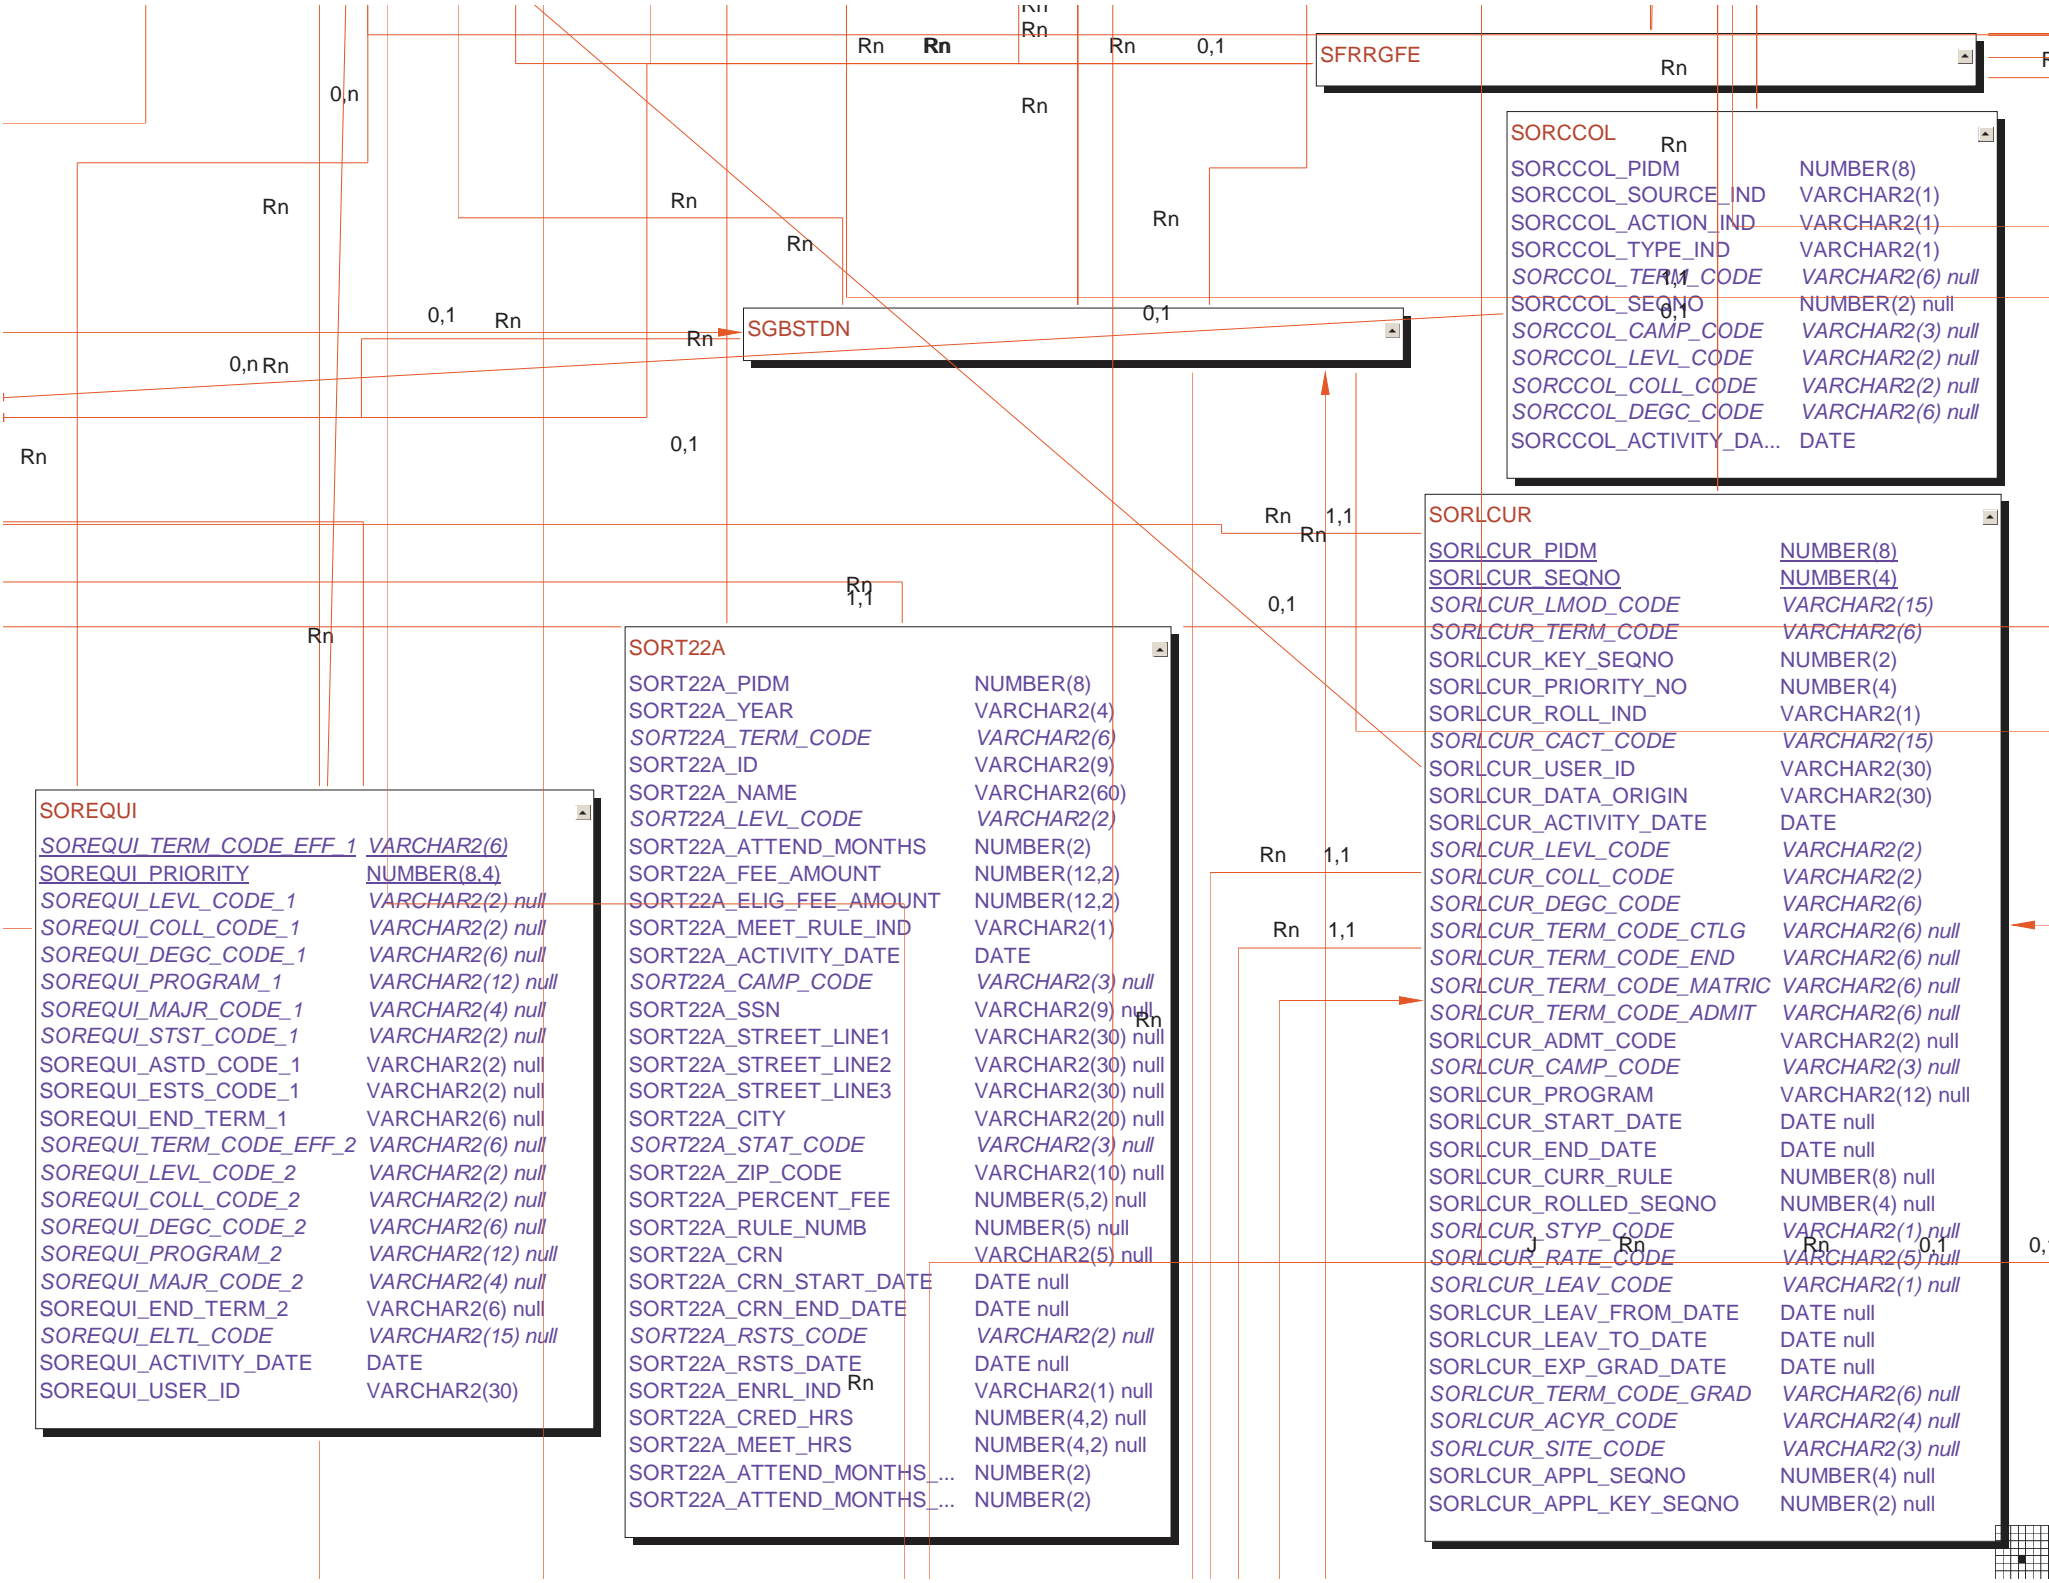 Rn
Rn
Rn Rn Rn 0,1
SFRRGFE
Rn
0,n
Rn
SORCCOL
Rn
SORCCOL_PIDM NUMBER(8)
SORCCOL_SOURCE_IND VARCHAR2(1)
SORCCOL_ACTION_IND VARCHAR2(1)
SORCCOL_TYPE_IND VARCHAR2(1)
SORCCOL_TERM_CODE VARCHAR2(6) null
1,1
SORCCOL_SEQNO NUMBER(2) null
0,1
SORCCOL_CAMP_CODE VARCHAR2(3) null
SORCCOL_LEVL_CODE VARCHAR2(2) null
SORCCOL_COLL_CODE VARCHAR2(2) null
SORCCOL_DEGC_CODE VARCHAR2(6) null
SORCCOL_ACTIVITY_DA... DATE
Rn
Rn
Rn
Rn
0,1 Rn
Rn
SGBSTDN
0,1
0,n Rn
0,1
Rn
Rn 1,1
Rn
Rn
1,1
0,1
Rn
SORLCUR
SORLCUR_PIDM NUMBER(8)
SORLCUR_SEQNO NUMBER(4)
SORLCUR_LMOD_CODE VARCHAR2(15)
SORLCUR_TERM_CODE VARCHAR2(6)
SORLCUR_KEY_SEQNO NUMBER(2)
SORLCUR_PRIORITY_NO NUMBER(4)
SORLCUR_ROLL_IND VARCHAR2(1)
SORLCUR_CACT_CODE VARCHAR2(15)
SORLCUR_USER_ID VARCHAR2(30)
SORLCUR_DATA_ORIGIN VARCHAR2(30)
SORLCUR_ACTIVITY_DATE DATE
SORLCUR_LEVL_CODE VARCHAR2(2)
SORLCUR_COLL_CODE VARCHAR2(2)
SORLCUR_DEGC_CODE VARCHAR2(6)
SORLCUR_TERM_CODE_CTLG VARCHAR2(6) null
SORLCUR_TERM_CODE_END VARCHAR2(6) null
SORLCUR_TERM_CODE_MATRIC VARCHAR2(6) null
SORLCUR_TERM_CODE_ADMIT VARCHAR2(6) null
SORLCUR_ADMT_CODE VARCHAR2(2) null
SORLCUR_CAMP_CODE VARCHAR2(3) null
SORLCUR_PROGRAM VARCHAR2(12) null
SORLCUR_START_DATE DATE null
SORLCUR_END_DATE DATE null
SORLCUR_CURR_RULE NUMBER(8) null
SORLCUR_ROLLED_SEQNO NUMBER(4) null
SORLCUR_STYP_CODE VARCHAR2(1) null
J Rn Rn 0,1
SORLCUR_RATE_CODE VARCHAR2(5) null
SORLCUR_LEAV_CODE VARCHAR2(1) null
SORLCUR_LEAV_FROM_DATE DATE null
SORLCUR_LEAV_TO_DATE DATE null
SORLCUR_EXP_GRAD_DATE DATE null
SORLCUR_TERM_CODE_GRAD VARCHAR2(6) null
SORLCUR_ACYR_CODE VARCHAR2(4) null
SORLCUR_SITE_CODE VARCHAR2(3) null
SORLCUR_APPL_SEQNO NUMBER(4) null
SORLCUR_APPL_KEY_SEQNO NUMBER(2) null
SORT22A
SORT22A_PIDM NUMBER(8)
SORT22A_YEAR VARCHAR2(4)
SORT22A_TERM_CODE VARCHAR2(6)
SORT22A_ID VARCHAR2(9)
SORT22A_NAME VARCHAR2(60)
SORT22A_LEVL_CODE VARCHAR2(2)
SORT22A_ATTEND_MONTHS NUMBER(2)
SORT22A_FEE_AMOUNT NUMBER(12,2)
SORT22A_ELIG_FEE_AMOUNT NUMBER(12,2)
SORT22A_MEET_RULE_IND VARCHAR2(1)
SORT22A_ACTIVITY_DATE DATE
SORT22A_CAMP_CODE VARCHAR2(3) null
SORT22A_SSN VARCHAR2(9) null
Rn
SORT22A_STREET_LINE1 VARCHAR2(30) null
SORT22A_STREET_LINE2 VARCHAR2(30) null
SORT22A_STREET_LINE3 VARCHAR2(30) null
SORT22A_CITY VARCHAR2(20) null
SORT22A_STAT_CODE VARCHAR2(3) null
SORT22A_ZIP_CODE VARCHAR2(10) null
SORT22A_PERCENT_FEE NUMBER(5,2) null
SORT22A_RULE_NUMB NUMBER(5) null
SORT22A_CRN VARCHAR2(5) null
SORT22A_CRN_START_DATE DATE null
SORT22A_CRN_END_DATE DATE null
SORT22A_RSTS_CODE VARCHAR2(2) null
SORT22A_RSTS_DATE DATE null
SORT22A_ENRL_IND VARCHAR2(1) null
Rn
SORT22A_CRED_HRS NUMBER(4,2) null
SORT22A_MEET_HRS NUMBER(4,2) null
SORT22A_ATTEND_MONTHS_... NUMBER(2)
SORT22A_ATTEND_MONTHS_... NUMBER(2)
Rn 1,1
Rn 1,1
SOREQUI
SOREQUI_TERM_CODE_EFF_1 VARCHAR2(6)
SOREQUI_PRIORITY NUMBER(8,4)
SOREQUI_LEVL_CODE_1 VARCHAR2(2) null
SOREQUI_COLL_CODE_1 VARCHAR2(2) null
SOREQUI_DEGC_CODE_1 VARCHAR2(6) null
SOREQUI_PROGRAM_1 VARCHAR2(12) null
SOREQUI_MAJR_CODE_1 VARCHAR2(4) null
SOREQUI_STST_CODE_1 VARCHAR2(2) null
SOREQUI_ASTD_CODE_1 VARCHAR2(2) null
SOREQUI_ESTS_CODE_1 VARCHAR2(2) null
SOREQUI_END_TERM_1 VARCHAR2(6) null
SOREQUI_TERM_CODE_EFF_2 VARCHAR2(6) null
SOREQUI_LEVL_CODE_2 VARCHAR2(2) null
SOREQUI_COLL_CODE_2 VARCHAR2(2) null
SOREQUI_DEGC_CODE_2 VARCHAR2(6) null
SOREQUI_PROGRAM_2 VARCHAR2(12) null
SOREQUI_MAJR_CODE_2 VARCHAR2(4) null
SOREQUI_END_TERM_2 VARCHAR2(6) null
SOREQUI_ELTL_CODE VARCHAR2(15) null
SOREQUI_ACTIVITY_DATE DATE
SOREQUI_USER_ID VARCHAR2(30)